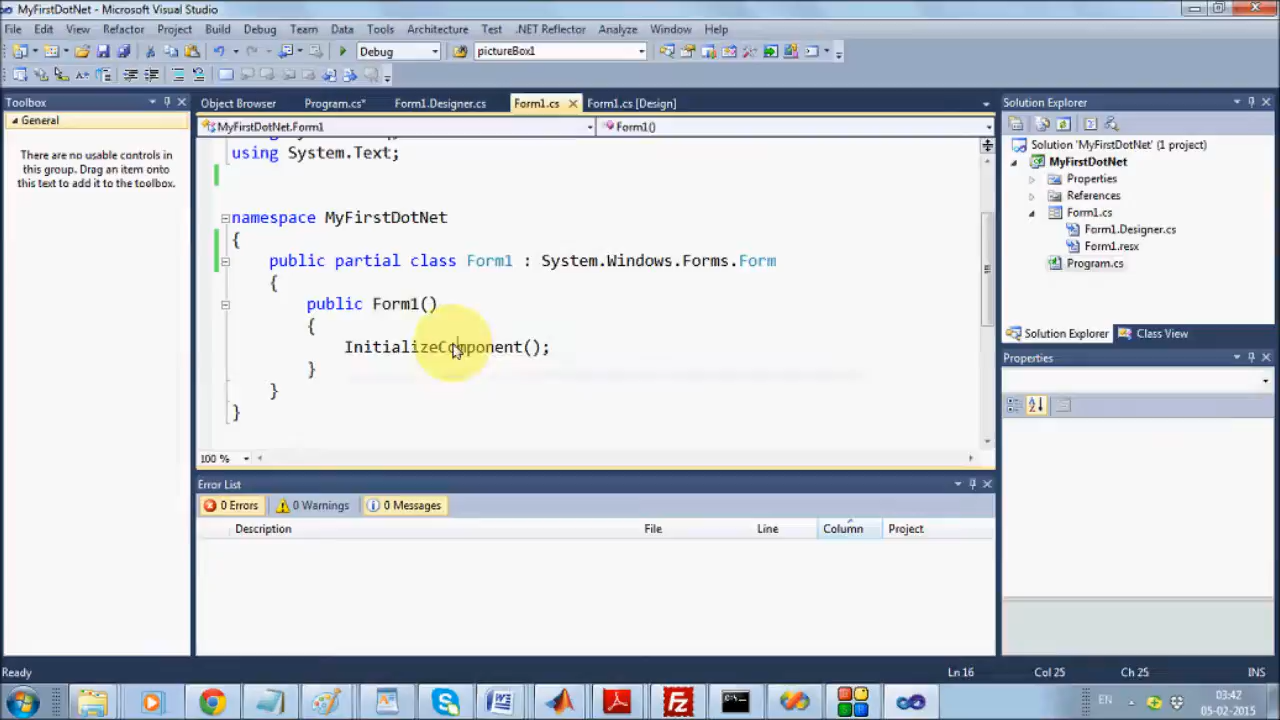 MyFirstDotNet - Microsoft Visual Studio
File Edit View Refactor Project Build Debug Team Data Tools Architecture Test .NET Reflector Analyze Window Help
Debug pictureBox1
Toolbox
General
There are no usable controls in
this group. Drag an item onto
this text to add it to the toolbox.
Object Browser Program.cs* Form1.Designer.cs Form1.cs Form1.cs [Design]
MyFirstDotNet.Form1 Form1()
using System.Text;
namespace MyFirstDotNet
{
public partial class Form1 : System.Windows.Forms.Form
{
public Form1()
{
InitializeComponent();
}
}
}
100 %
Error List
0 Errors 0 Warnings 0 Messages
Description File Line Column Project
Solution Explorer
Solution 'MyFirstDotNet' (1 project)
MyFirstDotNet
Properties
References
Form1.cs
Form1.Designer.cs
Form1.resx
Program.cs
Solution Explorer Class View
Properties
Ready Ln 16 Col 25 Ch 25 INS
EN
03:42
05-02-2015